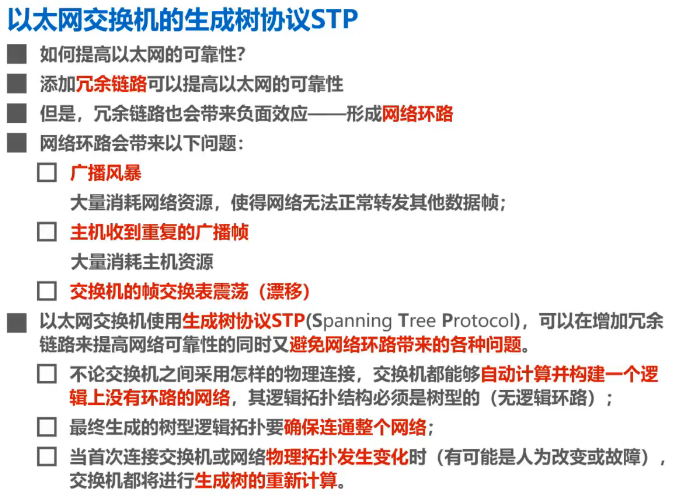 以太网交换机的生成树协议STP
如何提高以太网的可靠性?
添加冗余链路可以提高以太网的可靠性
但是，冗余链路也会带来负面效应——形成网络环路
网络环路会带来以下问题：
广播风暴
大量消耗网络资源，使得网络无法正常转发其他数据帧；
主机收到重复的广播帧
大量消耗主机资源
交换机的帧交换表震荡（漂移）
以太网交换机使用生成树协议STP(Spanning Tree Protocol)，可以在增加冗余
链路来提高网络可靠性的同时又避免网络环路带来的各种问题。
不论交换机之间采用怎样的物理连接，交换机都能够自动计算并构建一个逻
辑上没有环路的网络，其逻辑拓扑结构必须是树型的（无逻辑环路）；
最终生成的树型逻辑拓扑要确保连通整个网络；
当首次连接交换机或网络物理拓扑发生变化时（有可能是人为改变或故障），
交换机都将进行生成树的重新计算。